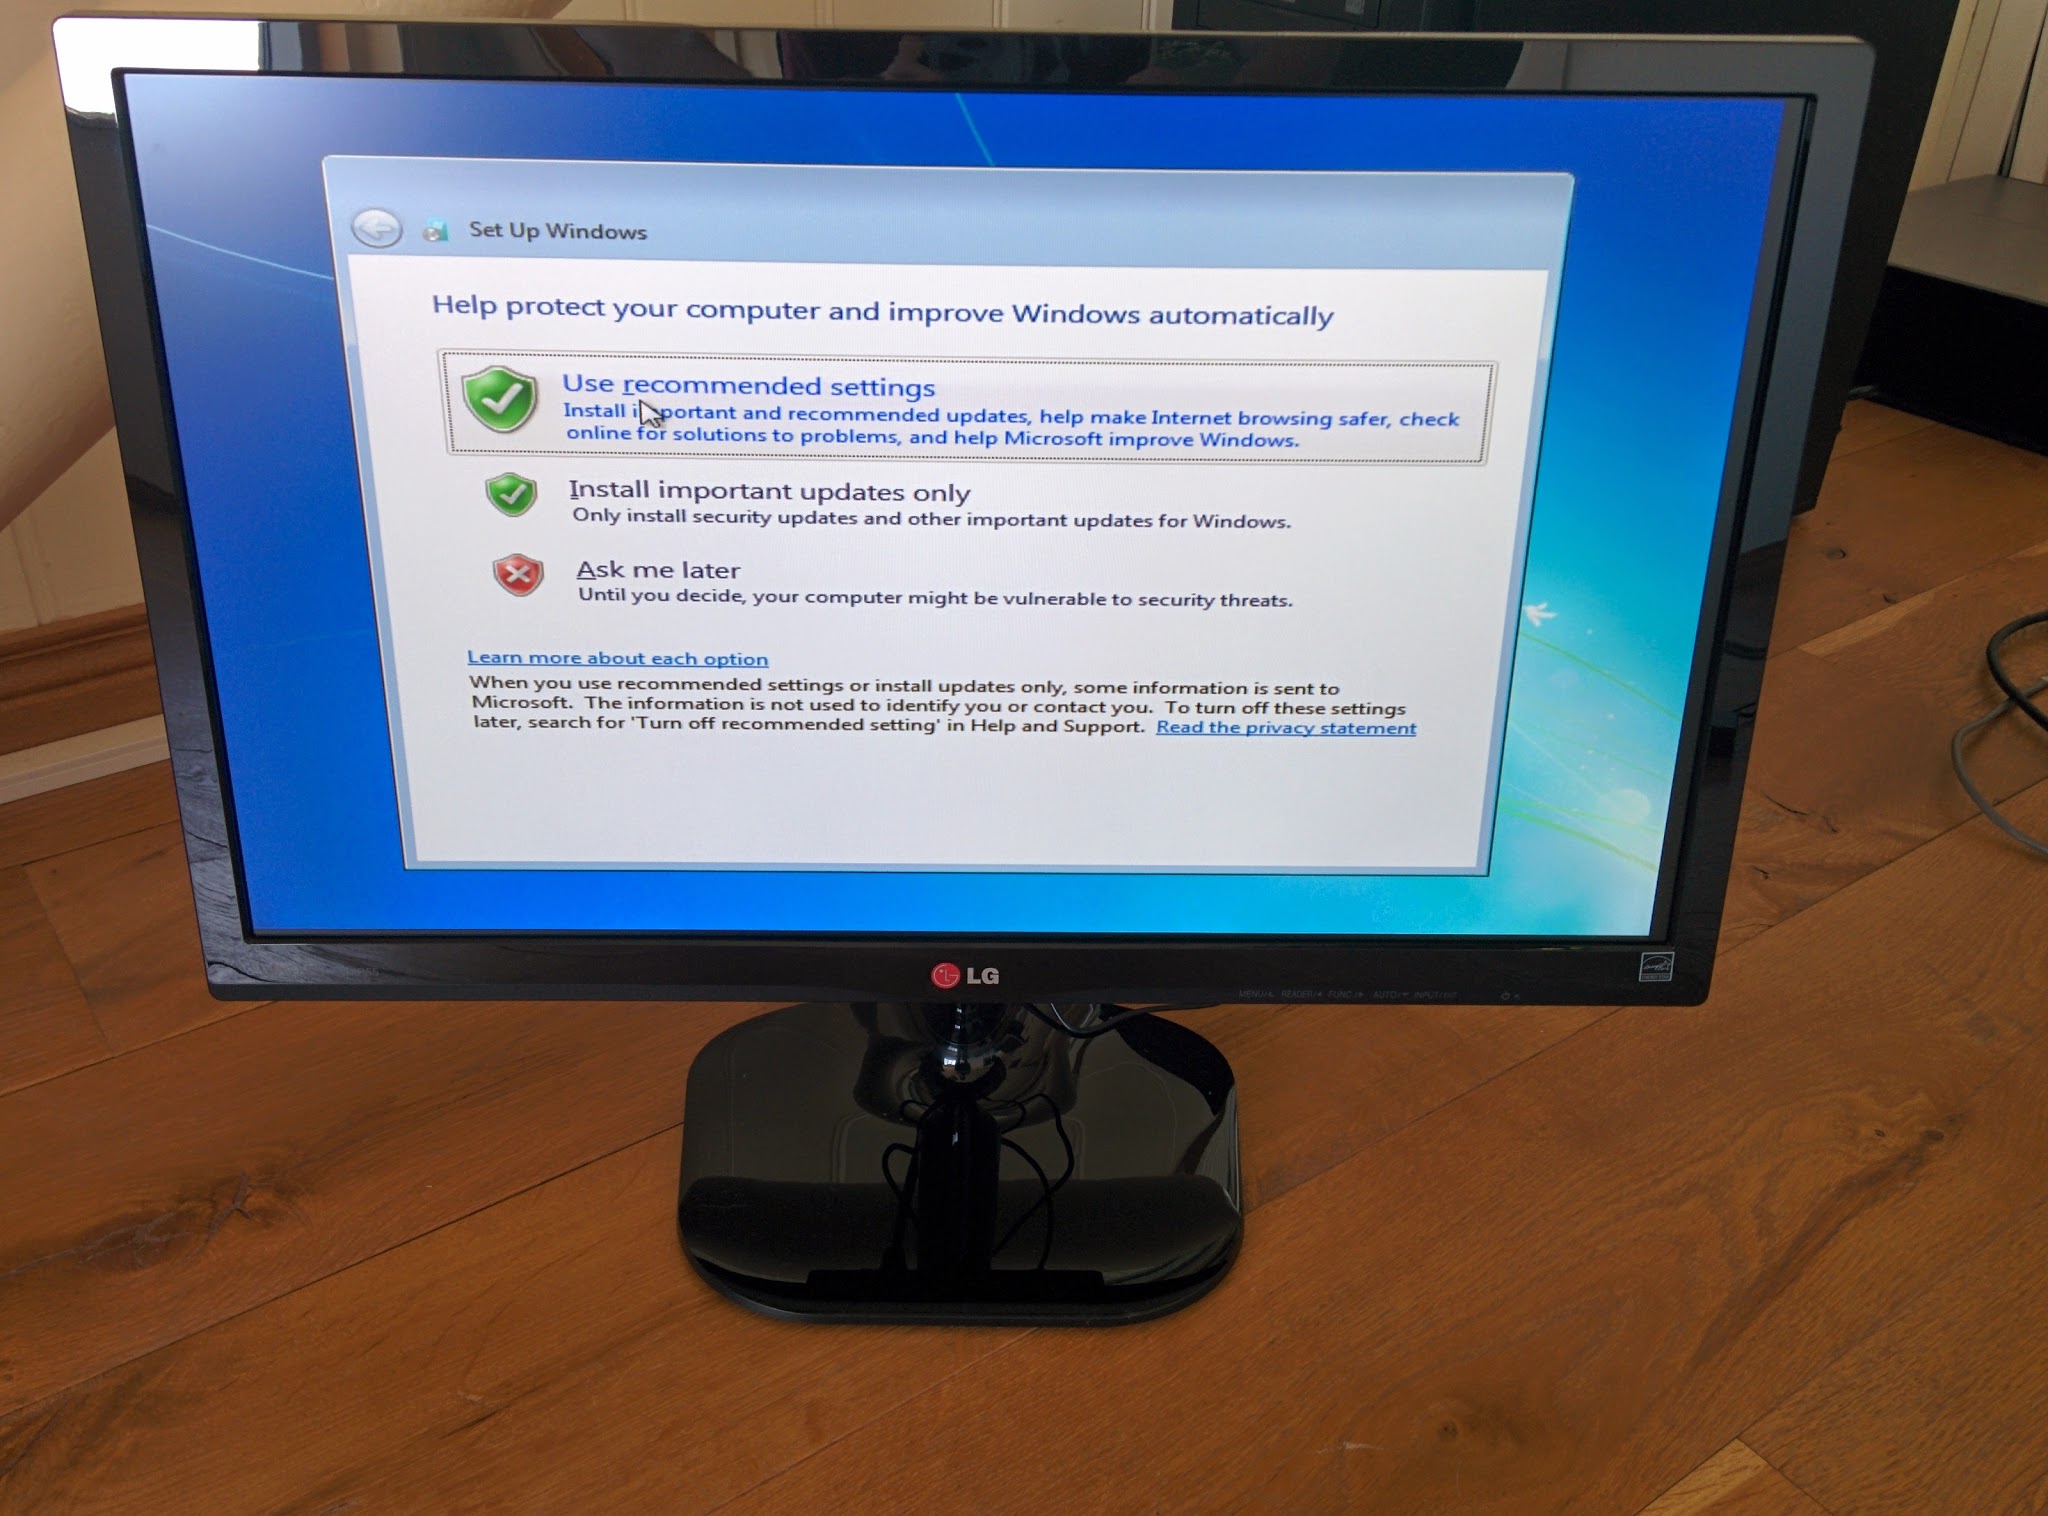 Set Up Windows
Help protect your computer and improve Windows automatically
Use recommended settings
Install important and recommended updates, help make Internet browsing safer, check
online for solutions to problems, and help Microsoft improve Windows.
Install important updates only
Only install security updates and other important updates for Windows.
Ask me later
Until you decide, your computer might be vulnerable to security threats.
Learn more about each option
When you use recommended settings or install updates only, some information is sent to
Microsoft. The information is not used to identify you or contact you. To turn off these settings
later, search for 'Turn off recommended setting' in Help and Support. Read the privacy statement
LG
MENU/ READER/ FUNC./ AUTO/ INPUT/